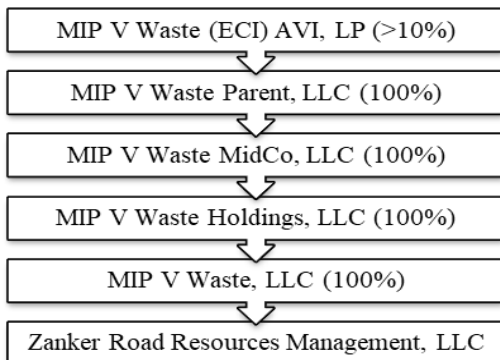 MIP V Waste (ECI) AVI, LP (>10%)
MIP V Waste Parent, LLC (100%)
MIP V Waste MidCo, LLC (100%)
MIP V Waste Holdings, LLC (100%)
MIP V Waste, LLC (100%)
Zanker Road Resources Management, LLC